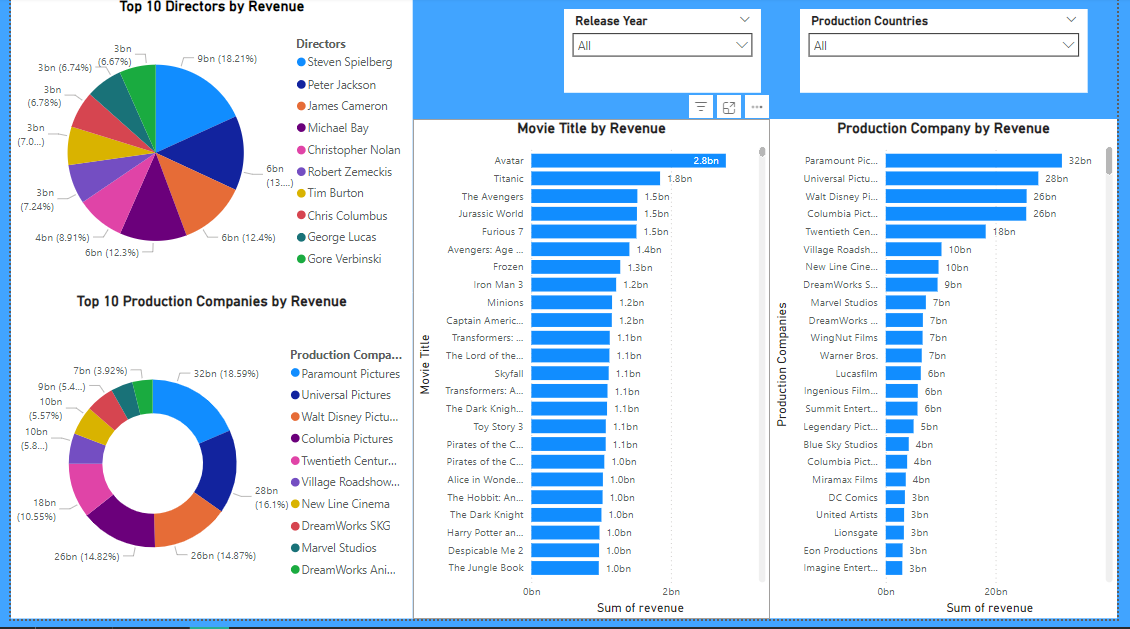 Top 10 Directors by Revenue
3bn
(6.67%)
9bn (18.21%)
3bn (6.74%)
3bn
(6.78%)
3bn
(7.0...)
3bn
(7.24%)
4bn (8.91%)
6bn (12.3%)
6bn (12.4%)
6bn
(13....)
Directors
Steven Spielberg
Peter Jackson
James Cameron
Michael Bay
Christopher Nolan
Robert Zemeckis
Tim Burton
Chris Columbus
George Lucas
Gore Verbinski
Top 10 Production Companies by Revenue
7bn (3.92%)
32bn (18.59%)
9bn (5.4...)
10bn
(5.57%)
10bn
(5.8...)
18bn
(10.55%)
26bn (14.82%)
26bn (14.87%)
28bn
(16.1%)
Production Compa...
Paramount Pictures
Universal Pictures
Walt Disney Pictu...
Columbia Pictures
Twentieth Centur...
Village Roadshow...
New Line Cinema
DreamWorks SKG
Marvel Studios
DreamWorks Ani...
Release Year
All
Production Countries
All
Movie Title by Revenue
Movie Title
Avatar 2.8bn
Titanic 1.8bn
The Avengers 1.5bn
Jurassic World 1.5bn
Furious 7 1.5bn
Avengers: Age ... 1.4bn
Frozen 1.3bn
Iron Man 3 1.2bn
Minions 1.2bn
Captain Americ... 1.2bn
Transformers: ... 1.1bn
The Lord of the... 1.1bn
Skyfall 1.1bn
Transformers: A... 1.1bn
The Dark Knigh... 1.1bn
Toy Story 3 1.1bn
Pirates of the C... 1.1bn
Pirates of the C... 1.0bn
Alice in Wonde... 1.0bn
The Hobbit: An... 1.0bn
The Dark Knight 1.0bn
Harry Potter an... 1.0bn
Despicable Me 2 1.0bn
The Jungle Book 1.0bn
0bn 2bn
Sum of revenue
Production Company by Revenue
Production Companies
Paramount Pic... 32bn
Universal Pictu... 28bn
Walt Disney Pi... 26bn
Columbia Pict... 26bn
Twentieth Cen... 18bn
Village Roadsh... 10bn
New Line Cine... 10bn
DreamWorks S... 9bn
Marvel Studios 7bn
DreamWorks ... 7bn
WingNut Films 7bn
Warner Bros. 7bn
Lucasfilm 6bn
Ingenious Film... 6bn
Summit Entert... 6bn
Legendary Pict... 5bn
Blue Sky Studios 4bn
Columbia Pict... 4bn
Miramax Films 4bn
DC Comics 3bn
United Artists 3bn
Lionsgate 3bn
Eon Productions 3bn
Imagine Entert... 3bn
0bn 20bn
Sum of revenue